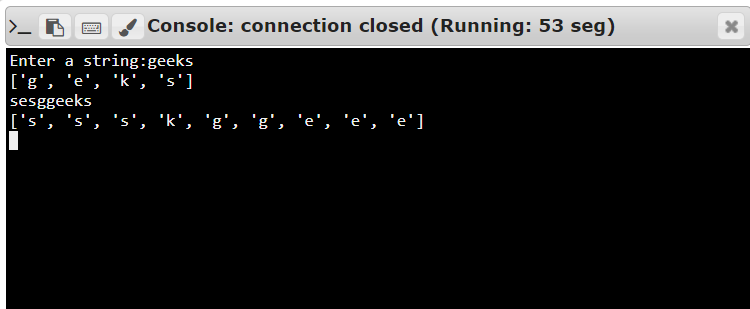 >_ Console: connection closed (Running: 53 seg)
Enter a string:geeks
['g', 'e', 'k', 's']
sesggeeks
['s', 's', 's', 'k', 'g', 'g', 'e', 'e', 'e']